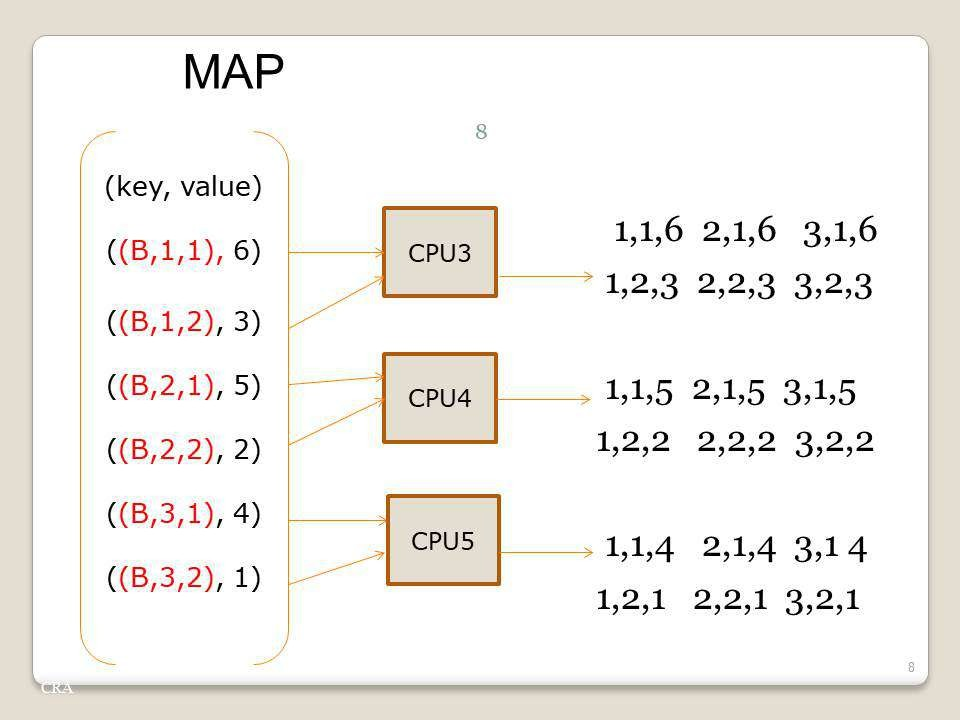 MAP
8
(key, value)
((B,1,1), 6)
((B,1,2), 3)
((B,2,1), 5)
((B,2,2), 2)
((B,3,1), 4)
((B,3,2), 1)
CPU3
1,1,6 2,1,6 3,1,6
1,2,3 2,2,3 3,2,3
CPU4
1,1,5 2,1,5 3,1,5
1,2,2 2,2,2 3,2,2
CPU5
1,1,4 2,1,4 3,1 4
1,2,1 2,2,1 3,2,1
8
CRA